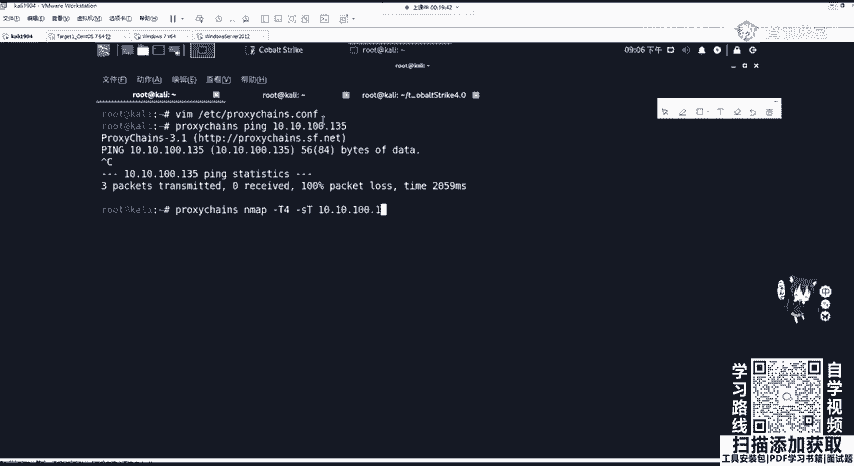 kali1904 - VMware Workstation
上课中 00:19:42
文件(F) 编辑(E) 查看(V) 虚拟机(M) 选项卡(T) 帮助(H)
kali1904 Target1_CentOS 7 64 位 Windows 7 x64 WindowsServer2012
Cobalt Strike root@kali: ~ 09:06 下午
root@kali: ~
文件(F) 动作(A) 编辑(E) 查看(V) 帮助(H)
root@kali: ~ root@kali: ~ root@kali: ~/t_obaltStrike4.0
root@kali:~# vim /etc/proxychains.conf
root@kali:~# proxychains ping 10.10.100.135
ProxyChains-3.1 (http://proxychains.sf.net)
PING 10.10.100.135 (10.10.100.135) 56(84) bytes of data.
^C
--- 10.10.100.135 ping statistics ---
3 packets transmitted, 0 received, 100% packet loss, time 2059ms
root@kali:~# proxychains nmap -T4 -sT 10.10.100.1
中
学习路线
自学视频
扫描添加获取
工具安装包|PDF学习书籍|面试题